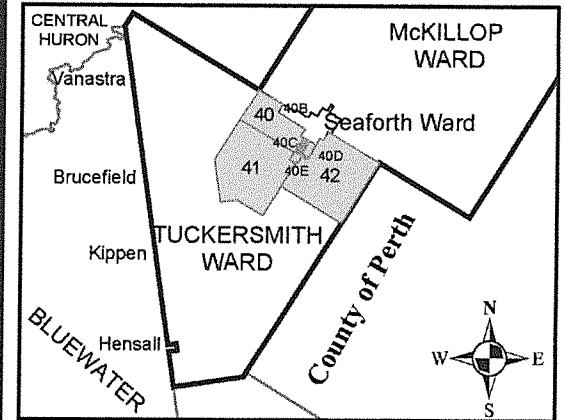 CENTRAL
HURON
McKILLOP
WARD
Vanastra
40
40B
Seaforth Ward
40C
40D
41
40E
42
Brucefield
TUCKERSMITH
WARD
Kippen
County of Perth
Hensall
BLUEWATER
N
W
E
S